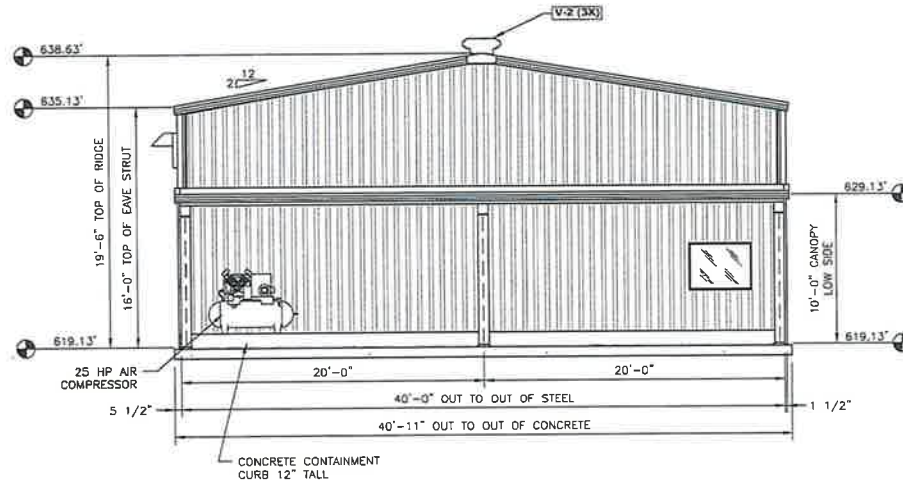 V-2 (3X)
638.63'
12
2
635.13'
19'-6" TOP OF RIDGE
16'-0" TOP OF EAVE STRUT
629.13'
10'-0" CANOPY
LOW SIDE
619.13'
619.13'
25 HP AIR
COMPRESSOR
20'-0"
20'-0"
40'-0" OUT TO OUT OF STEEL
5 1/2"
1 1/2"
40'-11" OUT TO OUT OF CONCRETE
CONCRETE CONTAINMENT
CURB 12" TALL